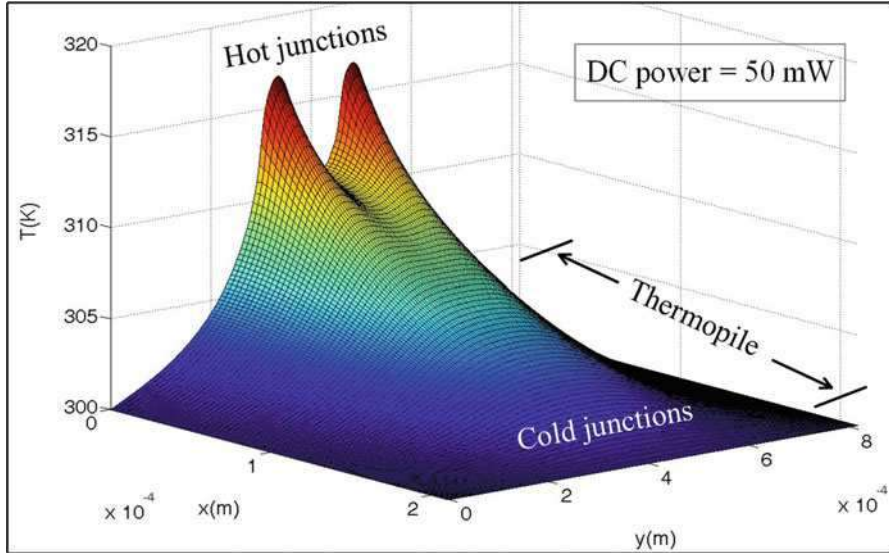 320
Hot junctions
DC power = 50 mW
315
T(K)
310
Thermopile
305
300
Cold junctions
0
8
1
6
4
2
2
0
x 10⁻⁴
x(m)
x 10⁻⁴
y(m)